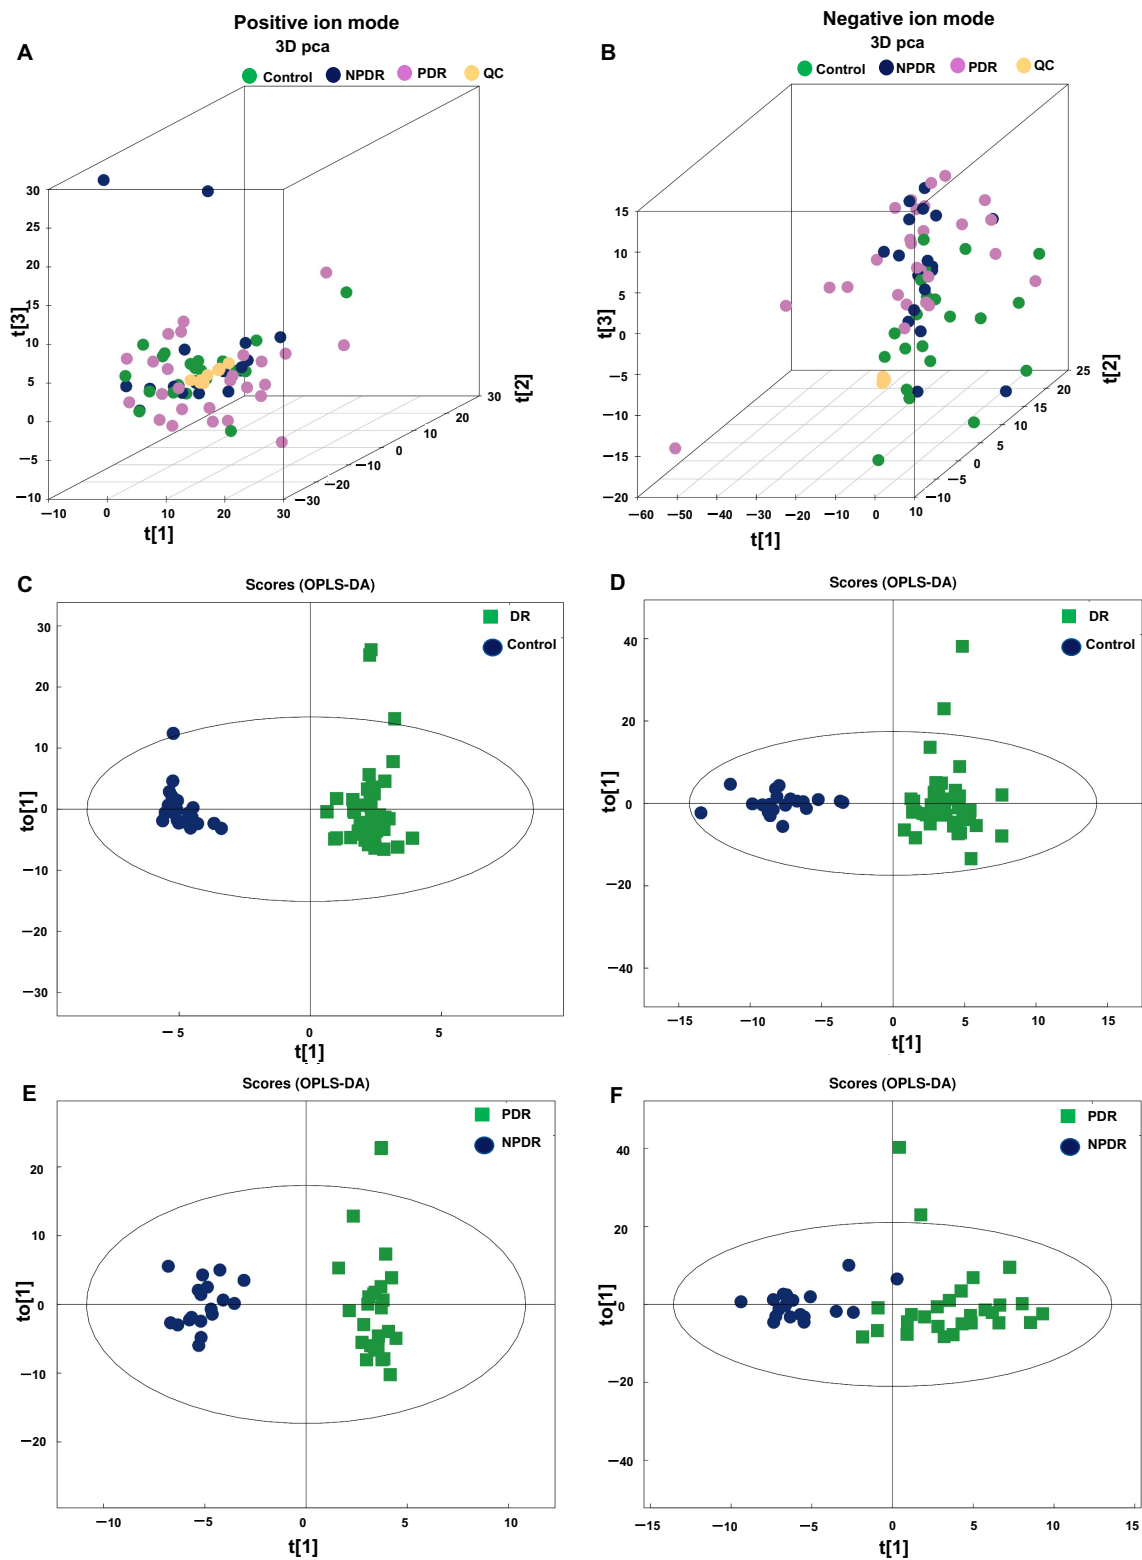 Positive ion mode
Negative ion mode
A
3D pca
B
3D pca
Control NPDR PDR QC
Control NPDR PDR QC
30
25
20
15
10
5
0
−5
−10
t[3]
−10 0 10 20 30
t[1]
−30
−20
−10
0
10
20
30
t[2]
15
10
5
0
−5
−10
−15
−20
t[3]
−60 −50 −40 −30 −20 −10 0 10
t[1]
−10
−5
0
5
10
15
20
25
t[2]
C
Scores (OPLS-DA)
DR
Control
30
20
10
0
−10
−20
−30
to[1]
−5 0 5
t[1]
D
Scores (OPLS-DA)
DR
Control
40
20
0
−20
−40
to[1]
−15 −10 −5 0 5 10 15
t[1]
E
Scores (OPLS-DA)
PDR
NPDR
20
10
0
−10
−20
to[1]
−10 −5 0 5 10
t[1]
F
Scores (OPLS-DA)
PDR
NPDR
40
20
0
−20
−40
to[1]
−15 −10 −5 0 5 10 15
t[1]